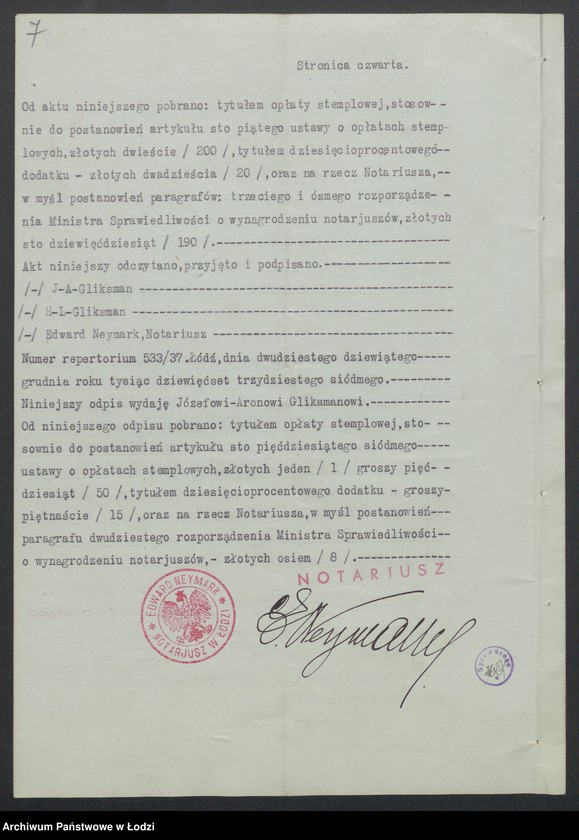 7
Stronica czwarta.
Od aktu niniejszego pobrano: tytułem opłaty stemplowej,stosow- -
nie do postanowień artykułu sto piątego ustawy o opłatach stemp-
lowych,złotych dwieście / 200 /,tytułem dziesięcioprocentowego--
dodatku - złotych dwadzieścia / 20 /,oraz na rzecz Notariusza,--
w myśl postanowień paragrafów: trzeciego i ósmego rozporządze- -
nia Ministra Sprawiedliwości o wynagrodzeniu notarjuszów,złotych
sto dziewięćdziesiąt / 190 /.----------------------------------
Akt niniejszy odczytano,przyjęto i podpisano.-------------------
/-/ J-A-Gliksman -----------------------------------------------
/-/ H-L-Gliksman ------------------------------------------------
/-/ Edward Neymark,Notariusz -----------------------------------
Numer repertorium 533/37.Łódź,dnia dwudziestego dziewiątego-----
grudnia roku tysiąc dziewięćset trzydziestego siódmego.---------
Niniejszy odpis wydaję Józefowi-Aronowi Gliksmanowi.------------
Od niniejszego odpisu pobrano: tytułem opłaty stemplowej,sto- --
sownie do postanowień artykułu sto pięćdziesiątego siódmego-----
ustawy o opłatach stemplowych,złotych jeden / 1 / groszy pięć- -
dziesiąt / 50 /,tytułem dziesięcioprocentowego dodatku - groszy-
piętnaście / 15 /,oraz na rzecz Notariusza,w myśl postanowień---
paragrafu dwudziestego rozporządzenia Ministra Sprawiedliwości--
o wynagrodzeniu notarjuszów,- złotych osiem / 8 /.--------------
NOTARIUSZ
* EDWARD NEYMARK *
NOTARJUSZ W ŁODZI
E. Neymark
Sprawdzono
Archiwum Państwowe w Łodzi